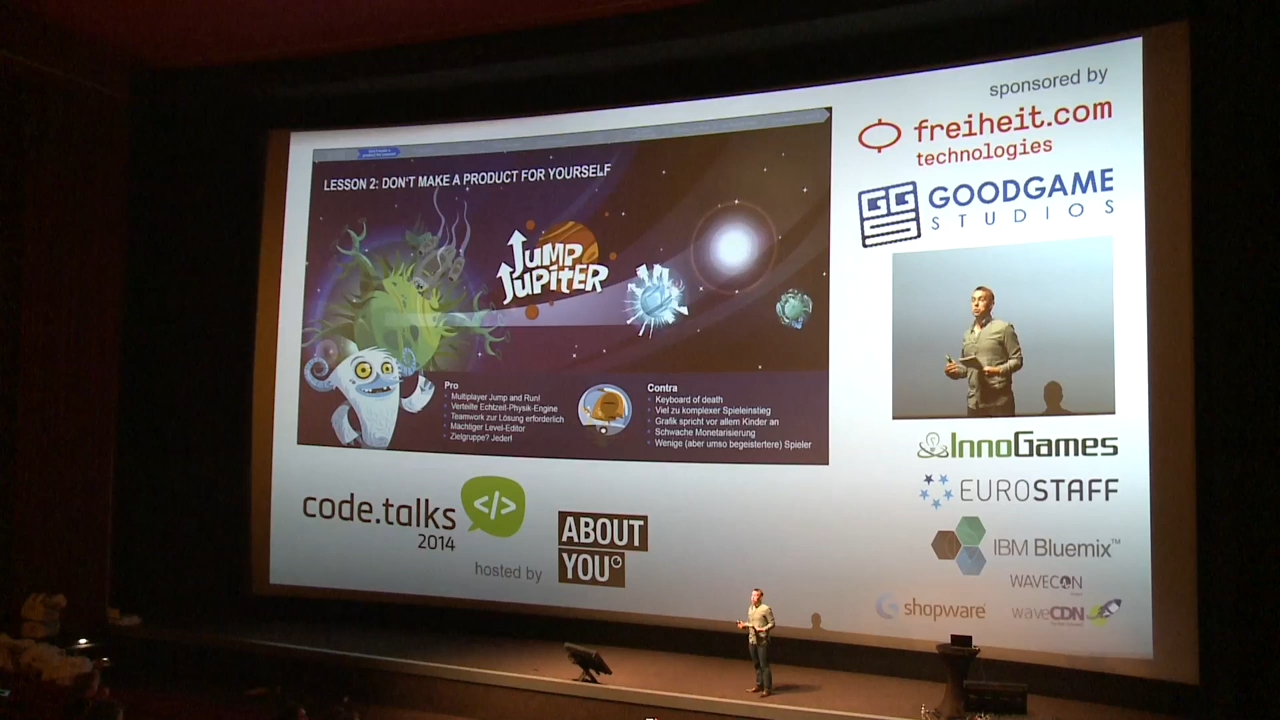 sponsored by
freiheit.com
technologies
GOODGAME
STUDIOS
LESSON 2: DON'T MAKE A PRODUCT FOR YOURSELF
JUMP
JUPITER
Pro
Multiplayer Jump and Run!
Verteilte Echtzeit-Physik-Engine
Teamwork zur Lösung erforderlich
Mächtiger Level-Editor
Zielgruppe? Jeder!
Contra
Keyboard of death
Viel zu komplexer Spieleinstieg
Grafik spricht vor allem Kinder an
Schwache Monetarisierung
Wenige (aber umso begeistertere) Spieler
InnoGames
EUROSTAFF
IBM Bluemix™
WAVECON
shopware
waveCDN
code.talks
</>
2014
hosted by
ABOUT
YOU